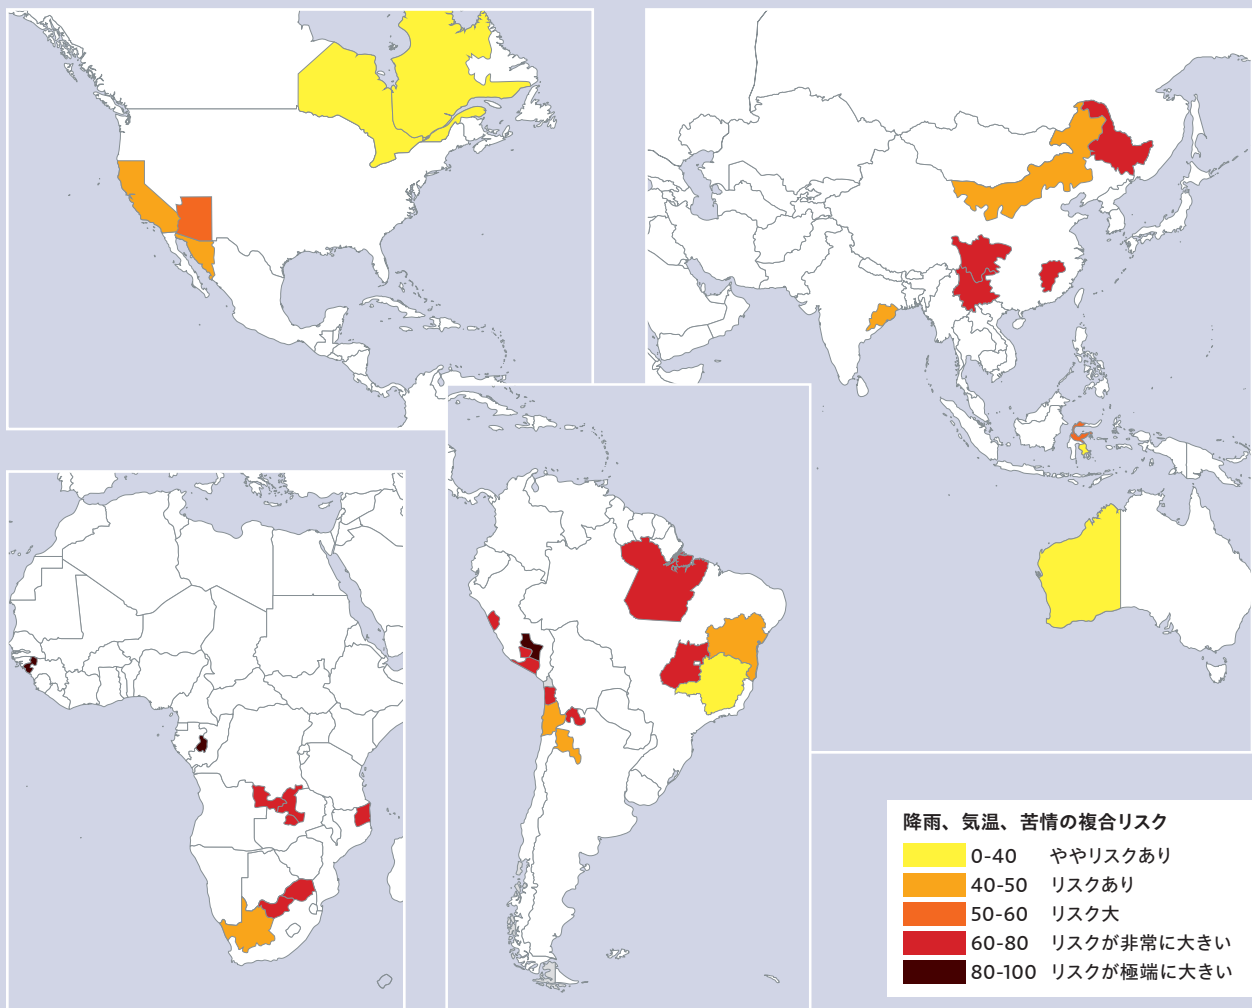 降雨、気温、苦情の複合リスク
0-40 ややリスクあり
40-50 リスクあり
50-60 リスク大
60-80 リスクが非常に大きい
80-100 リスクが極端に大きい